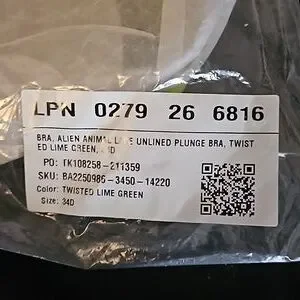 LPN 0279 26 6816
BRA, ALIEN ANIMAL UNLINED PLUNGE BRA, TWIST
ED LIME GREEN,
PO: TK108258-211359
SKU: BA2250986-3450-14220
Color: TWISTED LIME GREEN
Size: 34D